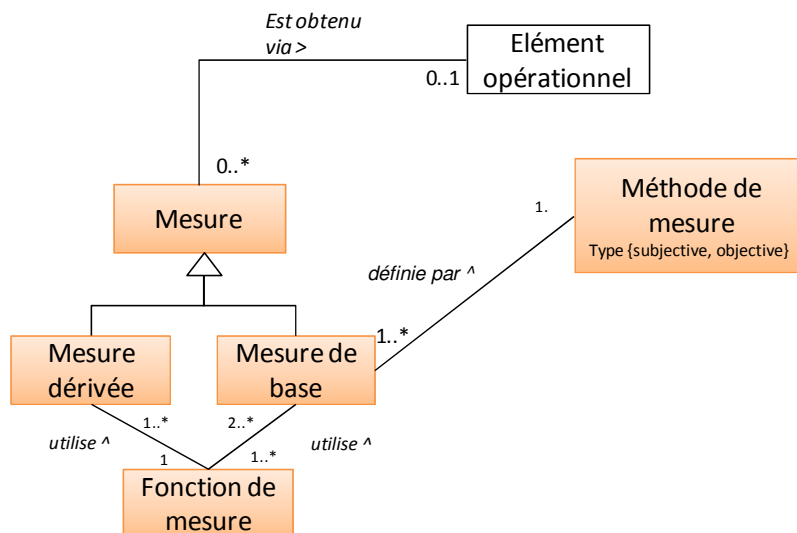 Est obtenu
via >
Elément
opérationnel
0..1
0..*
Mesure
Méthode de
mesure
Type {subjective, objective}
1.
définie par ^
1..*
Mesure
dérivée
Mesure de
base
1..*
2..*
utilise ^
1
1..*
utilise ^
Fonction de
mesure